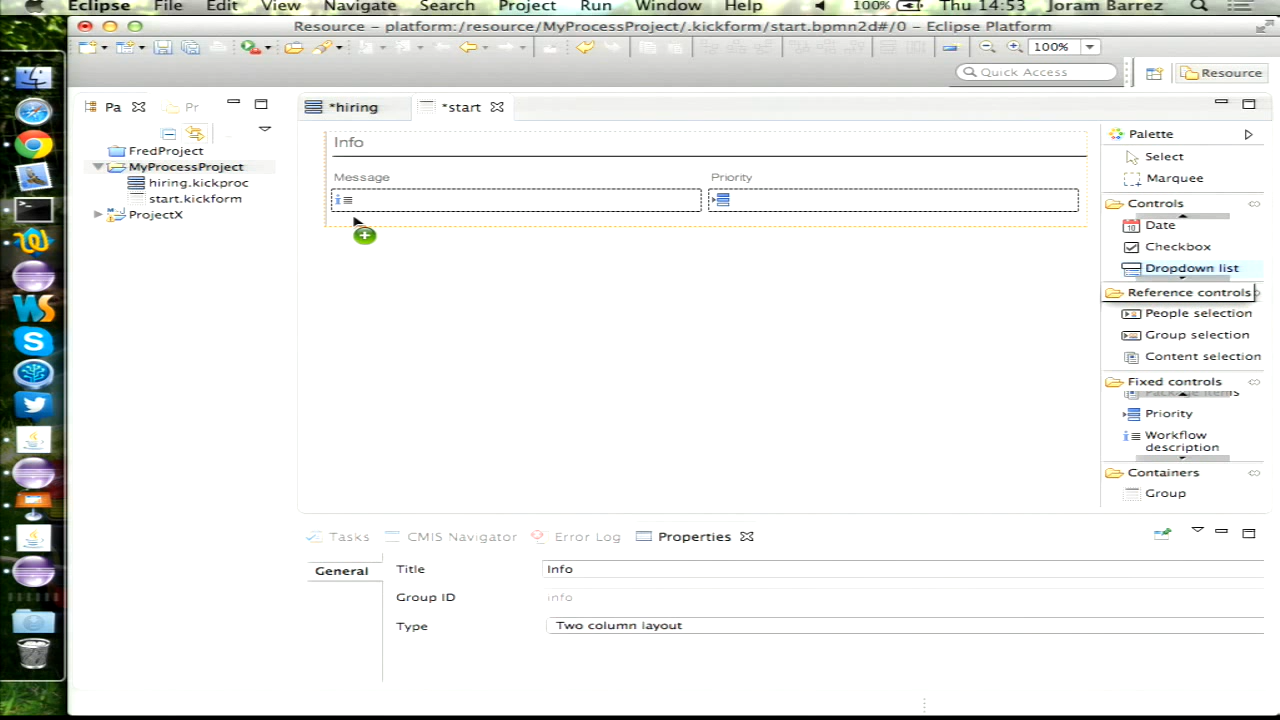 Eclipse File Edit View Navigate Search Project Run Window Help 100% Thu 14:53 Joram Barrez
Resource - platform:/resource/MyProcessProject/.kickform/start.bpmn2d#/0 - Eclipse Platform
100%
Quick Access
Resource
Pa
Pr
FredProject
MyProcessProject
hiring.kickproc
start.kickform
ProjectX
*hiring
*start
Info
Message
Priority
Palette
Select
Marquee
Controls
Date
Checkbox
Dropdown list
Reference controls
People selection
Group selection
Content selection
Fixed controls
Package items
Priority
Workflow
description
Containers
Group
Tasks
CMIS Navigator
Error Log
Properties
General
Title
Info
Group ID
info
Type
Two column layout